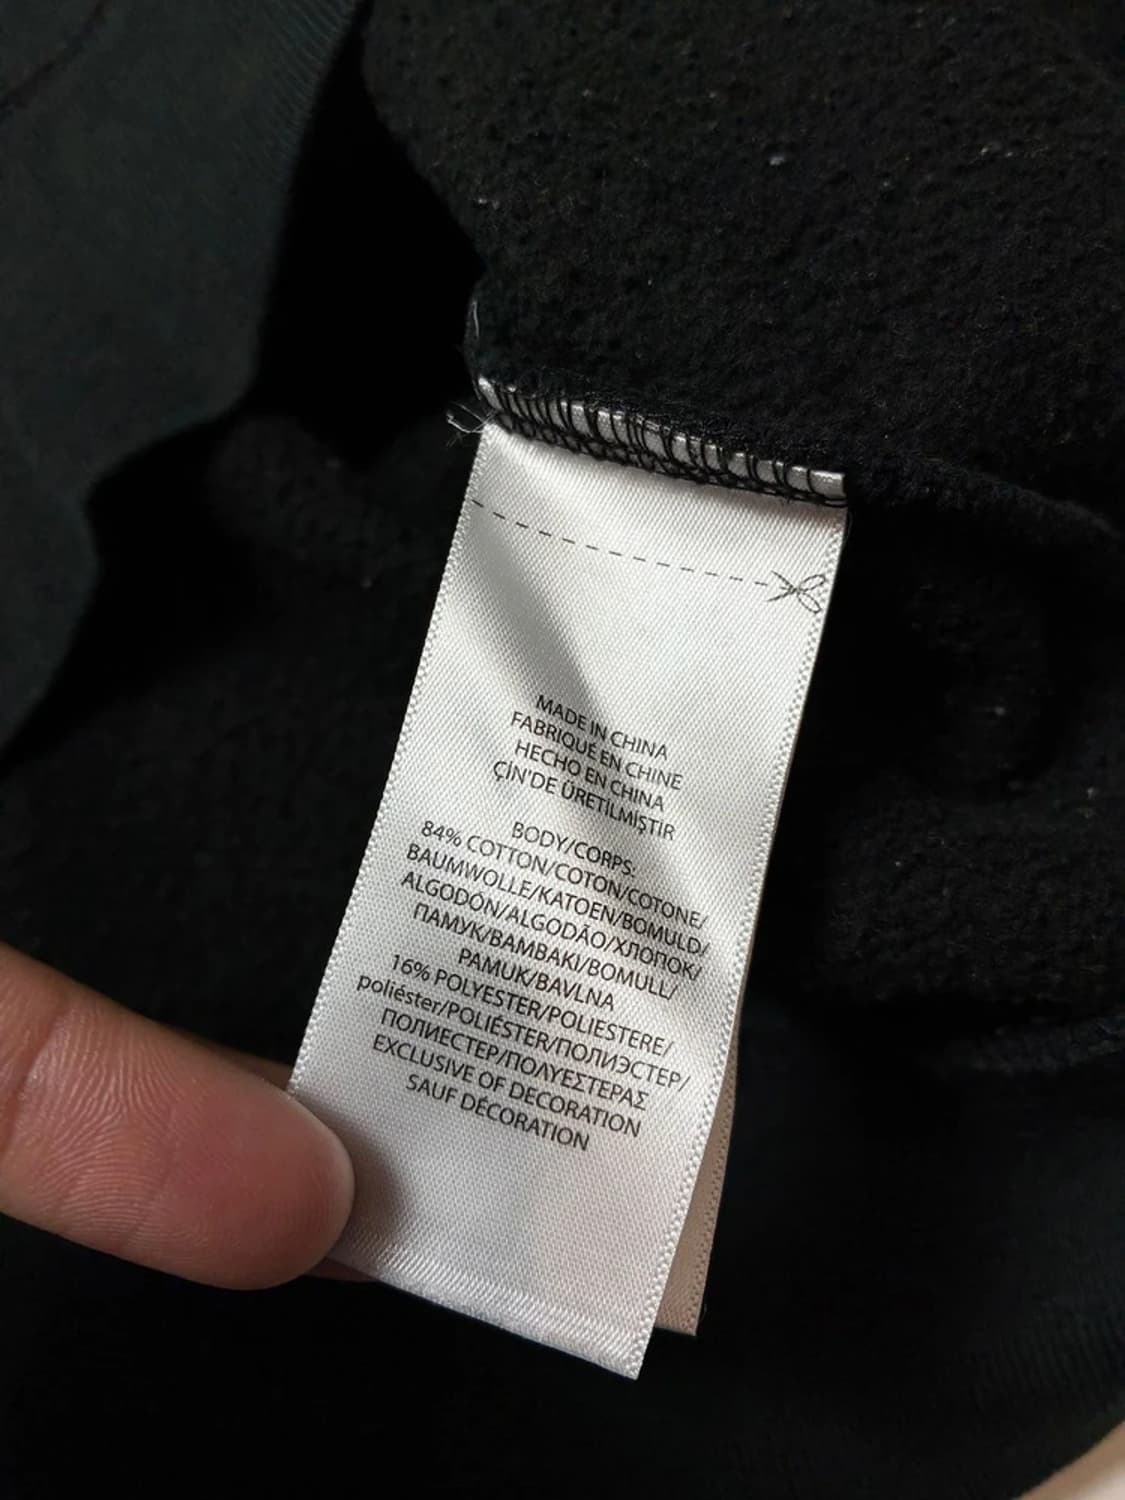 MADE IN CHINA
FABRIQUÉ EN CHINE
HECHO EN CHINA
ÇİN'DE ÜRETİLMİŞTİR
BODY/CORPS:
84% COTTON/COTON/COTONE/
BAUMWOLLE/KATOEN/BOMULD/
ALGODON/ALGODÃO/ХЛОПОК/
ПАМУК/ΒΑΜΒΑΚΙ/BOMULL/
PAMUK/BAVLNA
16% POLYESTER/POLIESTERE/
poliéster/POLIÉSTER/ПОЛИЭСТЕР/
ПОЛИЕСТЕР/ΠΟΛΥΕΣΤΕΡΑΣ
EXCLUSIVE OF DECORATION
SAUF DÉCORATION